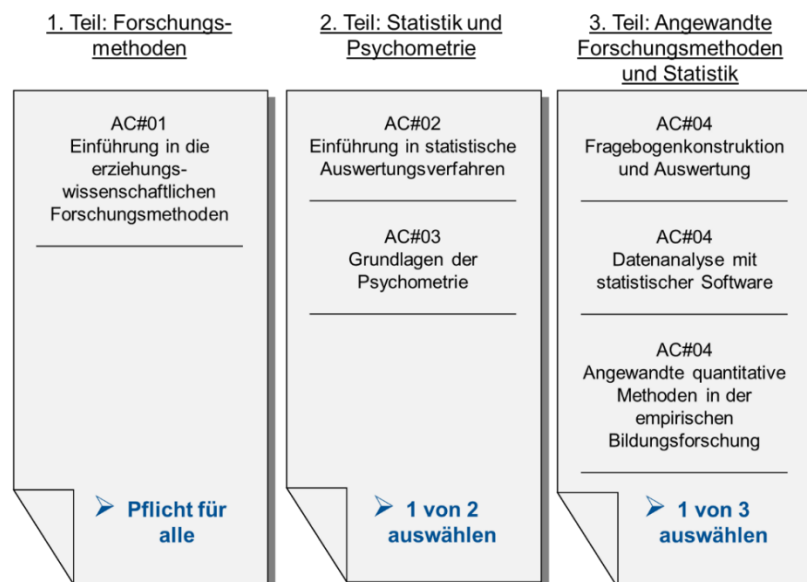 1. Teil: Forschungs-
methoden
AC#01
Einführung in die
erziehungs-
wissenschaftlichen
Forschungsmethoden
Pflicht für
alle
2. Teil: Statistik und
Psychometrie
AC#02
Einführung in statistische
Auswertungsverfahren
AC#03
Grundlagen der
Psychometrie
1 von 2
auswählen
3. Teil: Angewandte
Forschungsmethoden
und Statistik
AC#04
Fragebogenkonstruktion
und Auswertung
AC#04
Datenanalyse mit
statistischer Software
AC#04
Angewandte quantitative
Methoden in der
empirischen
Bildungsforschung
1 von 3
auswählen